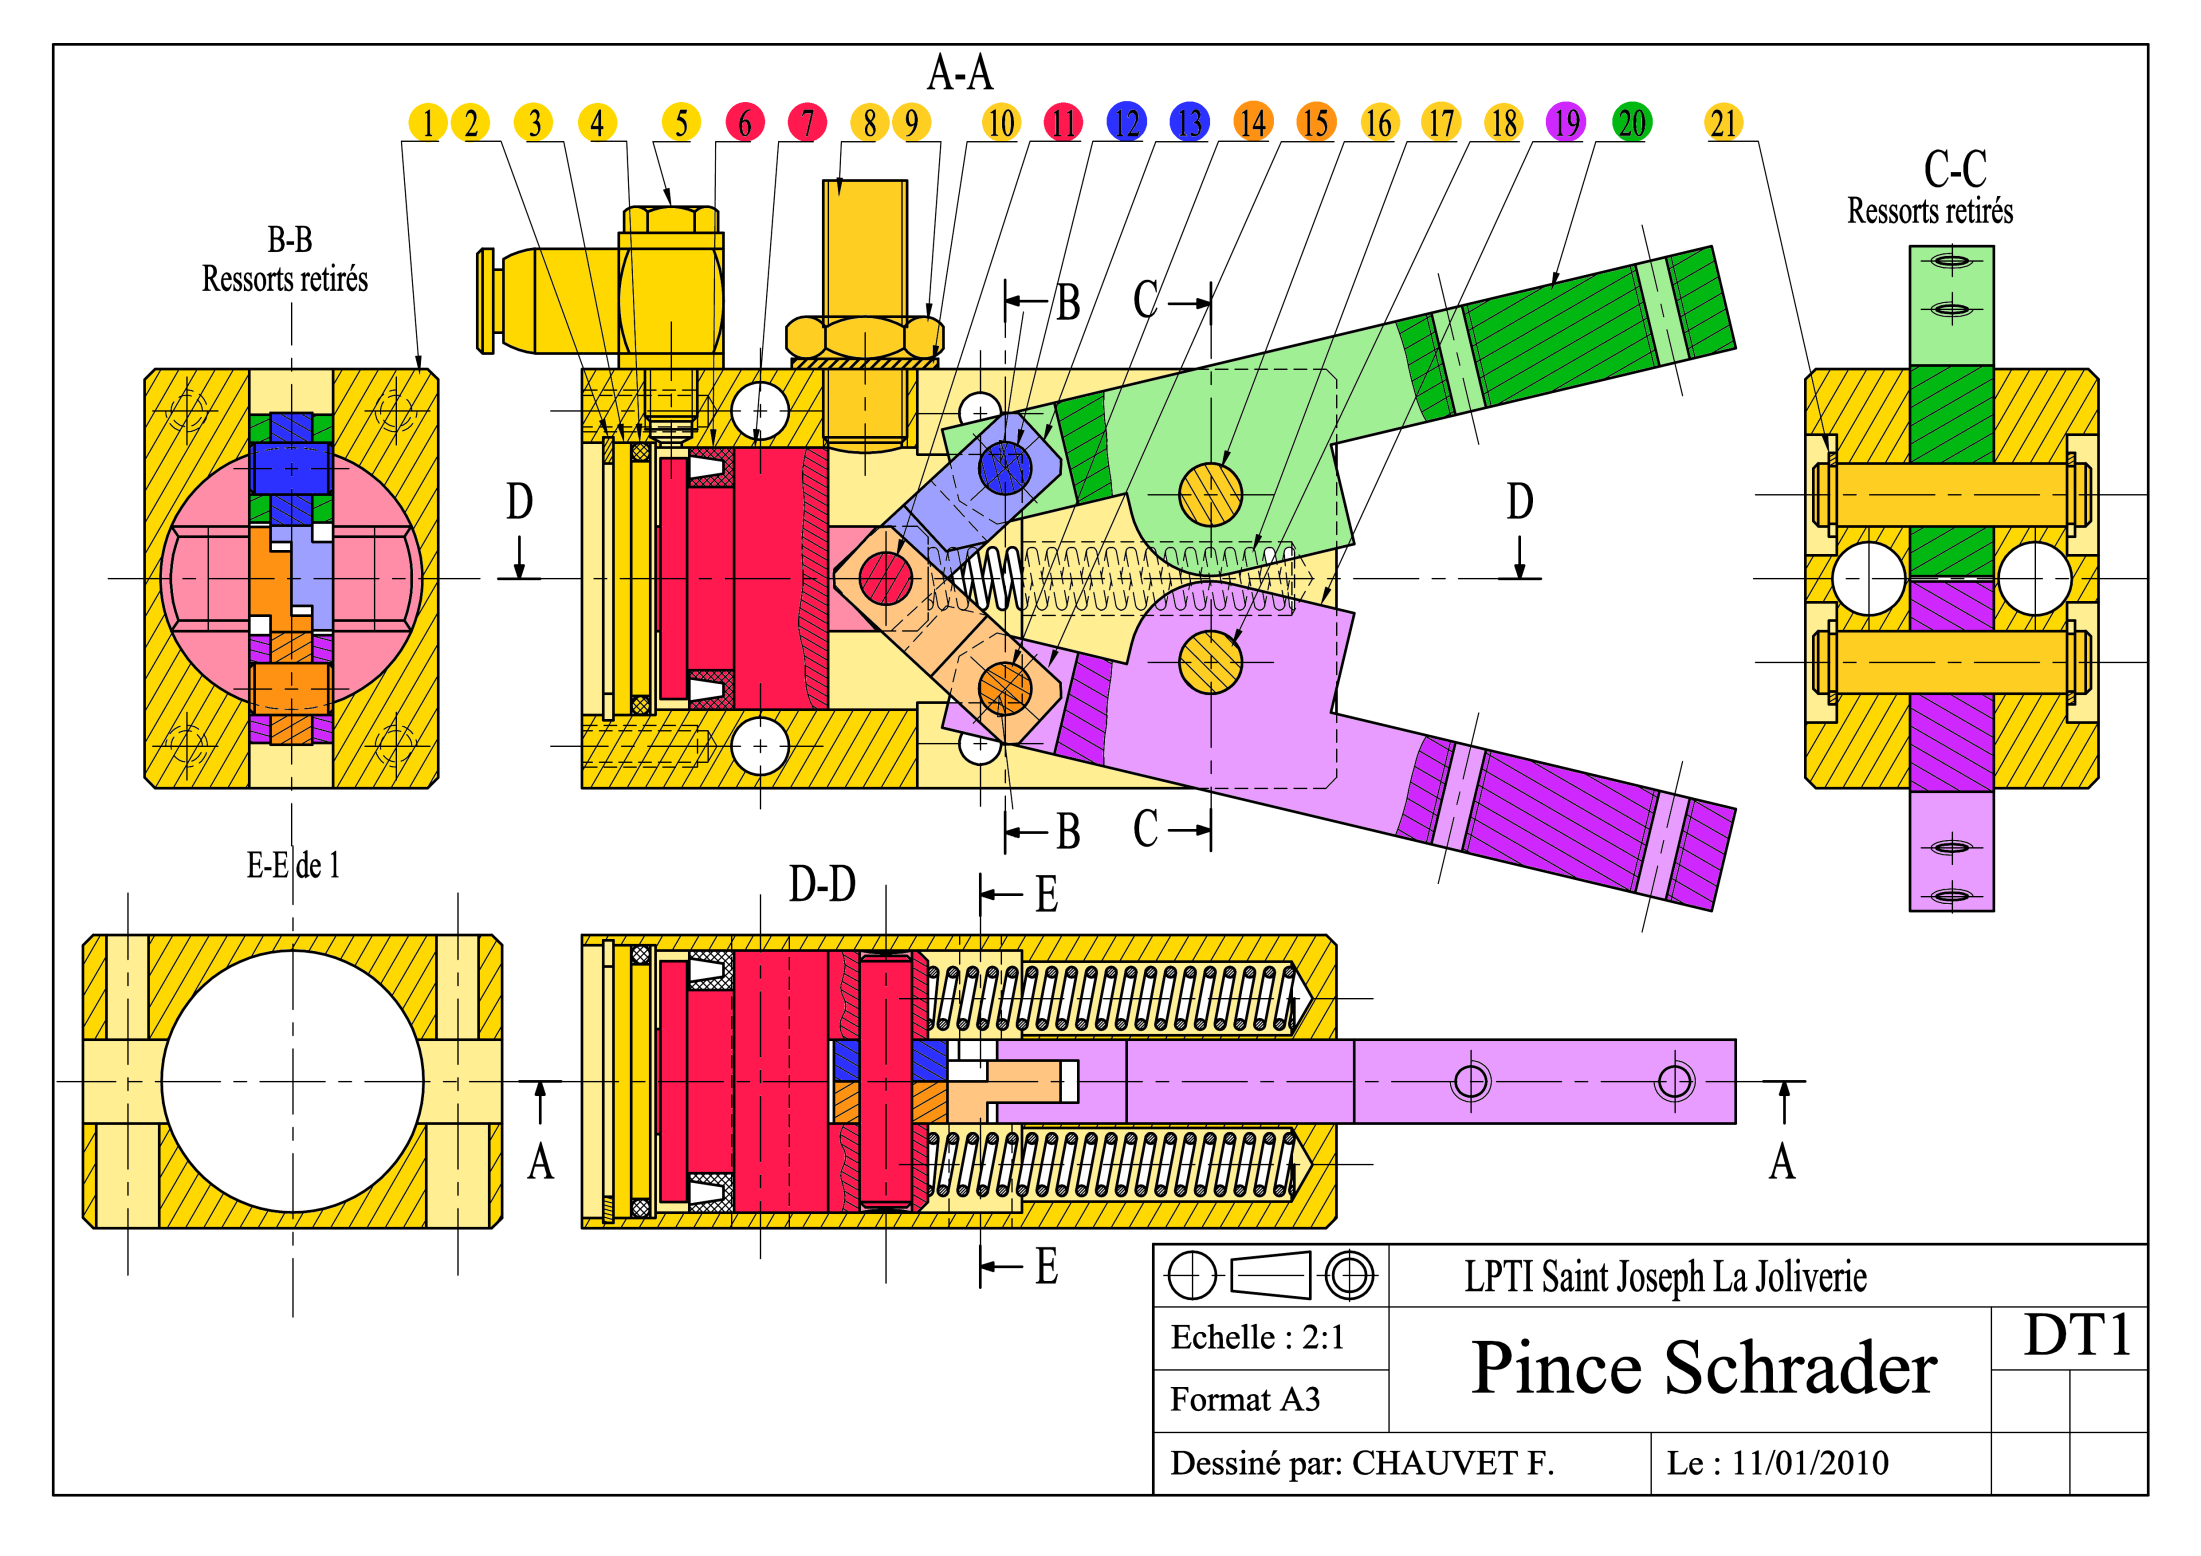 A-A
1 2 3 4 5 6 7 8 9 10 11 12 13 14 15 16 17 18 19 20 21
C-C
Ressorts retirés
B-B
Ressorts retirés
B
C
D
D
B
C
E-E de 1
D-D
E
A
A
E
LPTI Saint Joseph La Joliverie
Echelle : 2:1
Pince Schrader
DT1
Format A3
Dessiné par: CHAUVET F.
Le : 11/01/2010